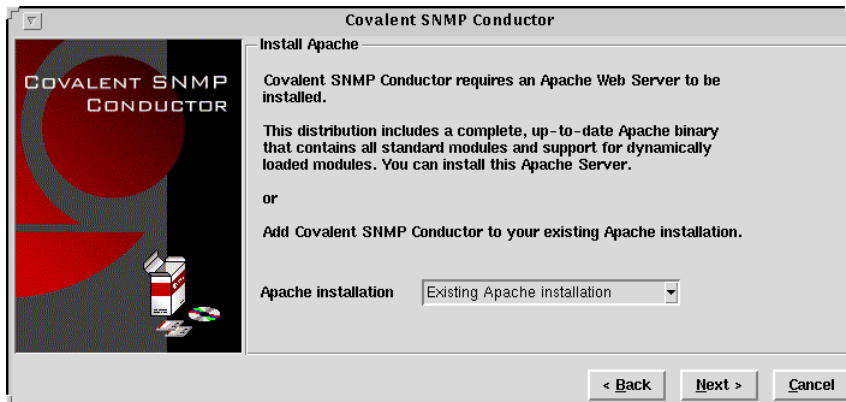 Covalent SNMP Conductor
COVALENT SNMP
CONDUCTOR
Install Apache
Covalent SNMP Conductor requires an Apache Web Server to be
installed.
This distribution includes a complete, up-to-date Apache binary
that contains all standard modules and support for dynamically
loaded modules. You can install this Apache Server.
or
Add Covalent SNMP Conductor to your existing Apache installation.
Apache installation
Existing Apache installation
< Back
Next >
Cancel